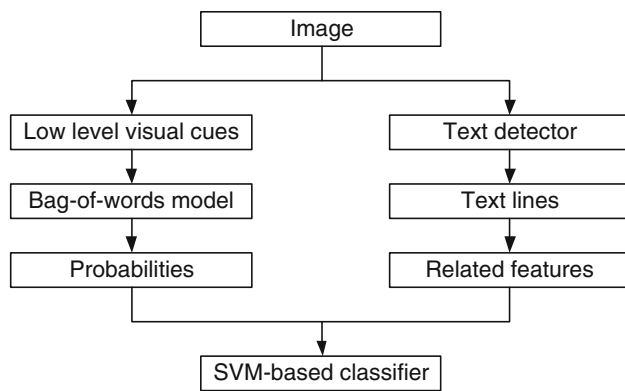 Image
Low level visual cues
Text detector
Bag-of-words model
Text lines
Probabilities
Related features
SVM-based classifier